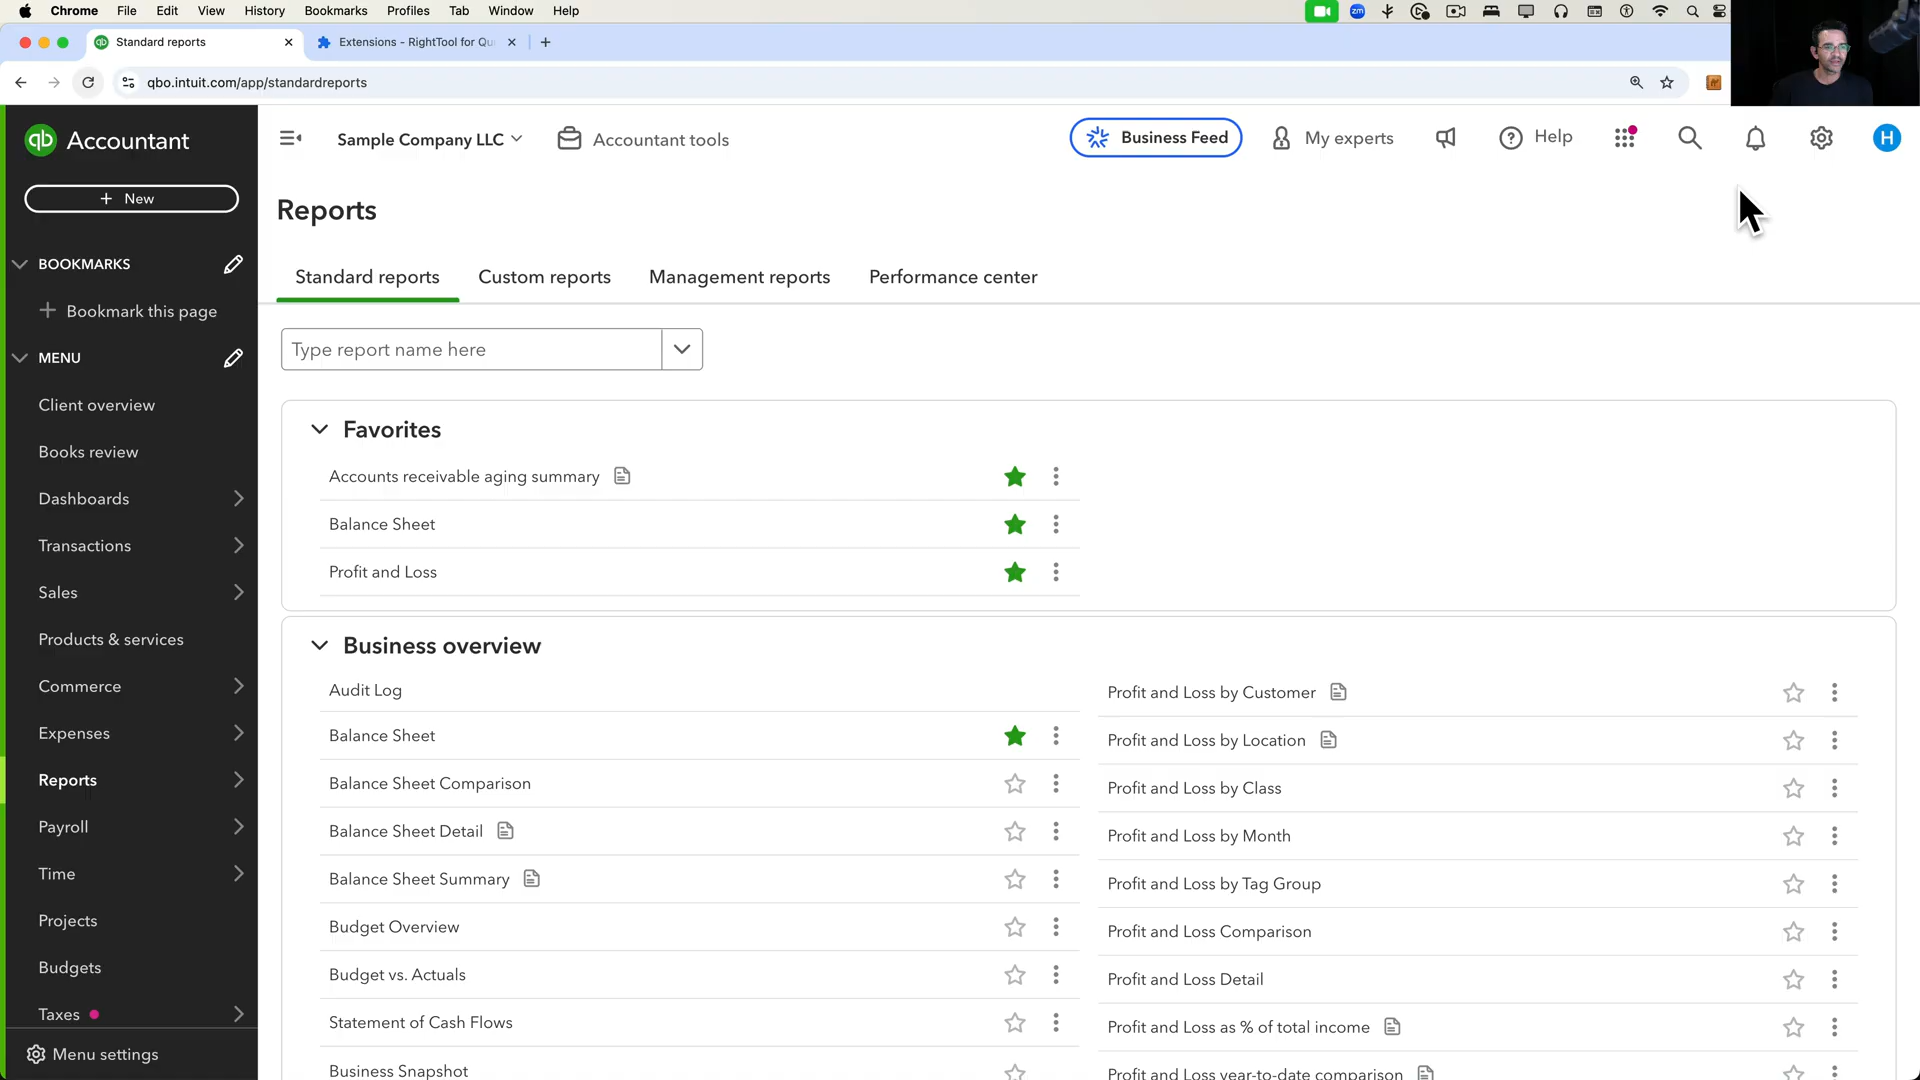 Chrome File Edit View History Bookmarks Profiles Tab Window Help
zm
qb Standard reports
Extensions - RightTool for Qu
qbo.intuit.com/app/standardreports
qb Accountant
Sample Company LLC
Accountant tools
Business Feed
My experts
Help
H
+ New
Reports
BOOKMARKS
Bookmark this page
MENU
Client overview
Books review
Dashboards
Transactions
Sales
Products & services
Commerce
Expenses
Reports
Payroll
Time
Projects
Budgets
Taxes
Menu settings
Standard reports
Custom reports
Management reports
Performance center
Type report name here
Favorites
Accounts receivable aging summary
Balance Sheet
Profit and Loss
Business overview
Audit Log
Balance Sheet
Balance Sheet Comparison
Balance Sheet Detail
Balance Sheet Summary
Budget Overview
Budget vs. Actuals
Statement of Cash Flows
Business Snapshot
Profit and Loss by Customer
Profit and Loss by Location
Profit and Loss by Class
Profit and Loss by Month
Profit and Loss by Tag Group
Profit and Loss Comparison
Profit and Loss Detail
Profit and Loss as % of total income
Profit and Loss year-to-date comparison